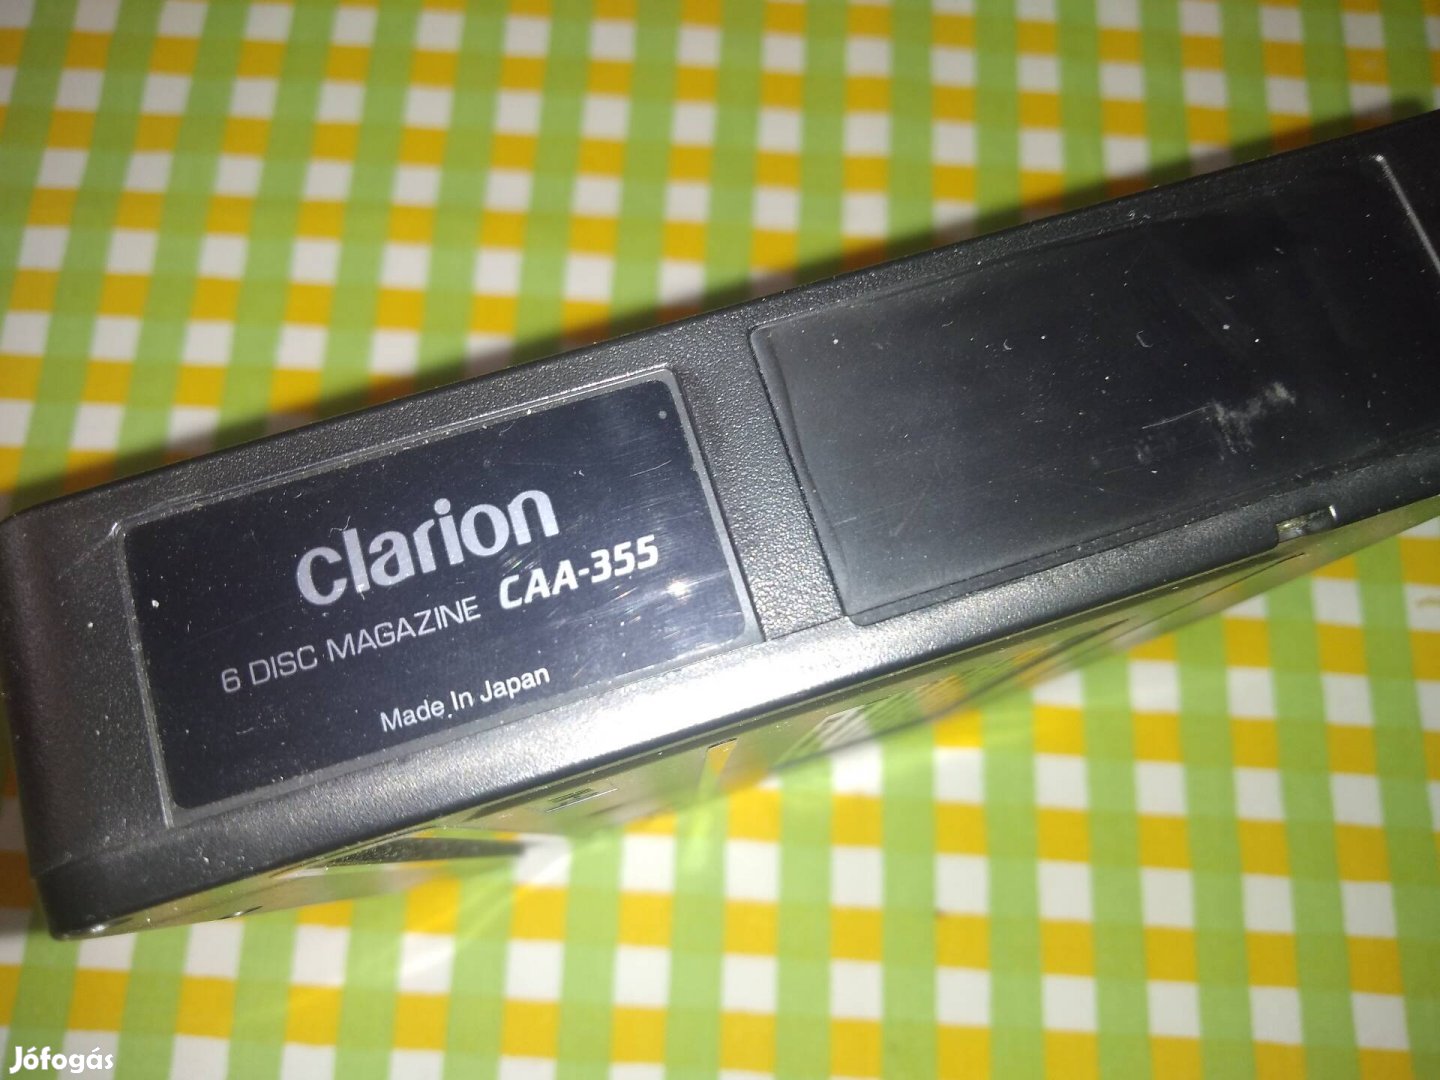 clarion
6 DISC MAGAZINE CAA-355
Made In Japan
Jófogás